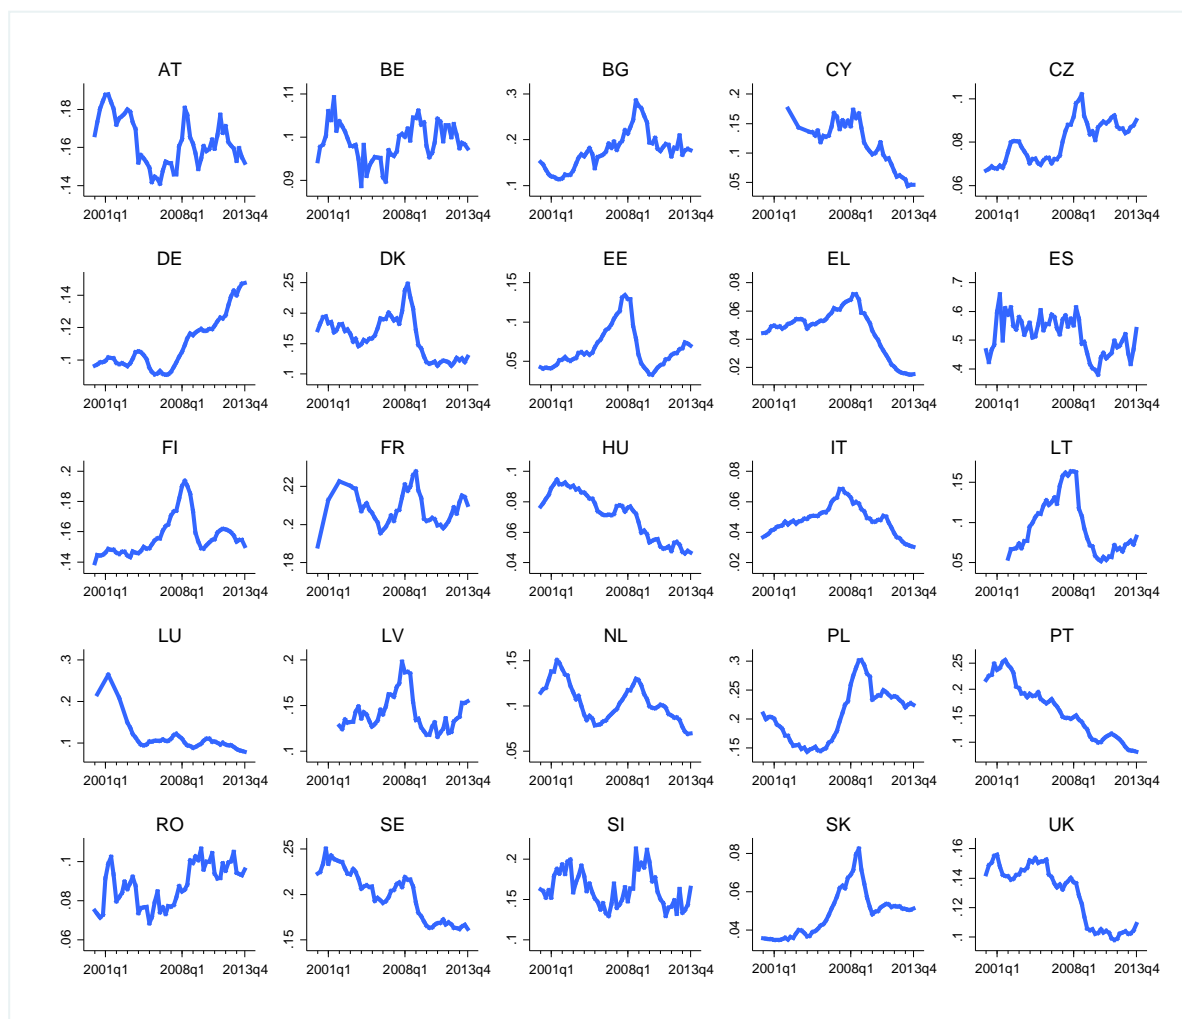 AT BE BG CY CZ
.14 .16 .18
2001q1 2008q1 2013q4
.09 .1 .11
2001q1 2008q1 2013q4
.1 .2 .3
2001q1 2008q1 2013q4
.05 .1 .15 .2
2001q1 2008q1 2013q4
.06 .08 .1
2001q1 2008q1 2013q4
DE DK EE EL ES
.1 .12 .14
2001q1 2008q1 2013q4
.1 .15 .2 .25
2001q1 2008q1 2013q4
.05 .1 .15
2001q1 2008q1 2013q4
.02 .04 .06 .08
2001q1 2008q1 2013q4
.4 .5 .6 .7
2001q1 2008q1 2013q4
FI FR HU IT LT
.14 .16 .18 .2
2001q1 2008q1 2013q4
.18 .2 .22
2001q1 2008q1 2013q4
.04 .06 .08 .1
2001q1 2008q1 2013q4
.02 .04 .06 .08
2001q1 2008q1 2013q4
.05 .1 .15
2001q1 2008q1 2013q4
LU LV NL PL PT
.1 .2 .3
2001q1 2008q1 2013q4
.1 .15 .2
2001q1 2008q1 2013q4
.05 .1 .15
2001q1 2008q1 2013q4
.15 .2 .25 .3
2001q1 2008q1 2013q4
.1 .15 .2 .25
2001q1 2008q1 2013q4
RO SE SI SK UK
.06 .08 .1
2001q1 2008q1 2013q4
.15 .2 .25
2001q1 2008q1 2013q4
.1 .15 .2
2001q1 2008q1 2013q4
.04 .06 .08
2001q1 2008q1 2013q4
.1 .12 .14 .16
2001q1 2008q1 2013q4